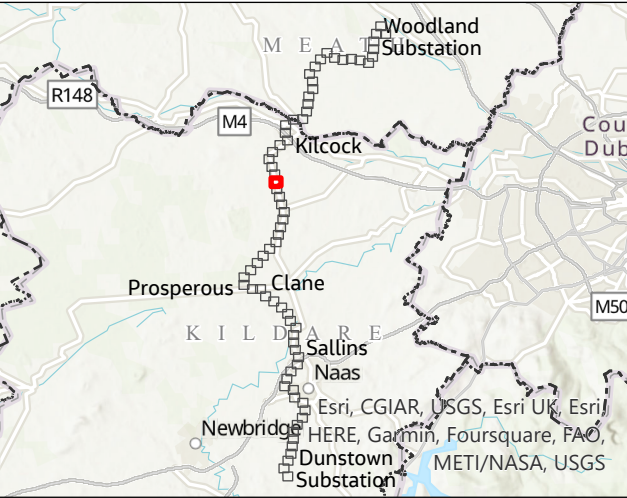 Woodland
Substation
M E A T H
R148
M4
Kilcock
Cou
Dub
Prosperous
Clane
M50
K I L D A R E
Sallins
Naas
Esri, CGIAR, USGS, Esri UK, Esri,
Newbridge
HERE, Garmin, Foursquare, FAO,
Dunstown
METI/NASA, USGS
Substation